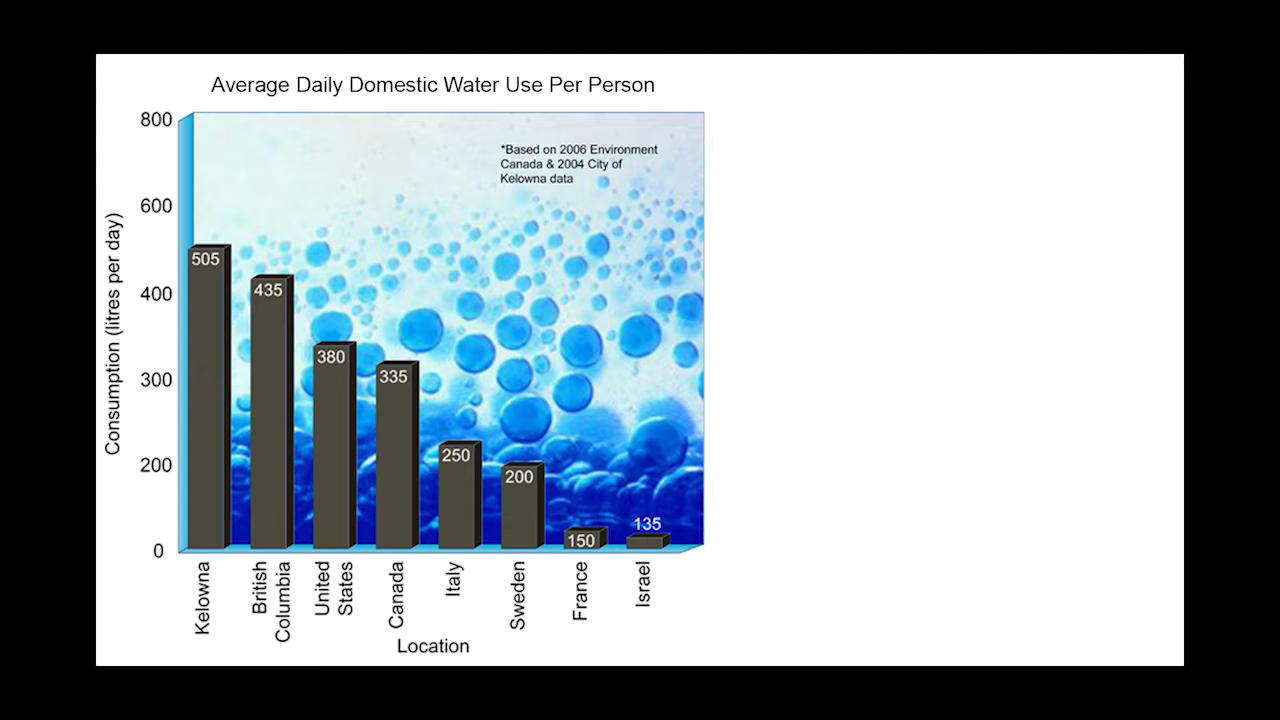 Average Daily Domestic Water Use Per Person
800
600
400
300
200
0
Consumption (litres per day)
*Based on 2006 Environment
Canada & 2004 City of
Kelowna data
505
435
380
335
250
200
150
135
Kelowna
British
Columbia
United
States
Canada
Italy
Sweden
France
Israel
Location